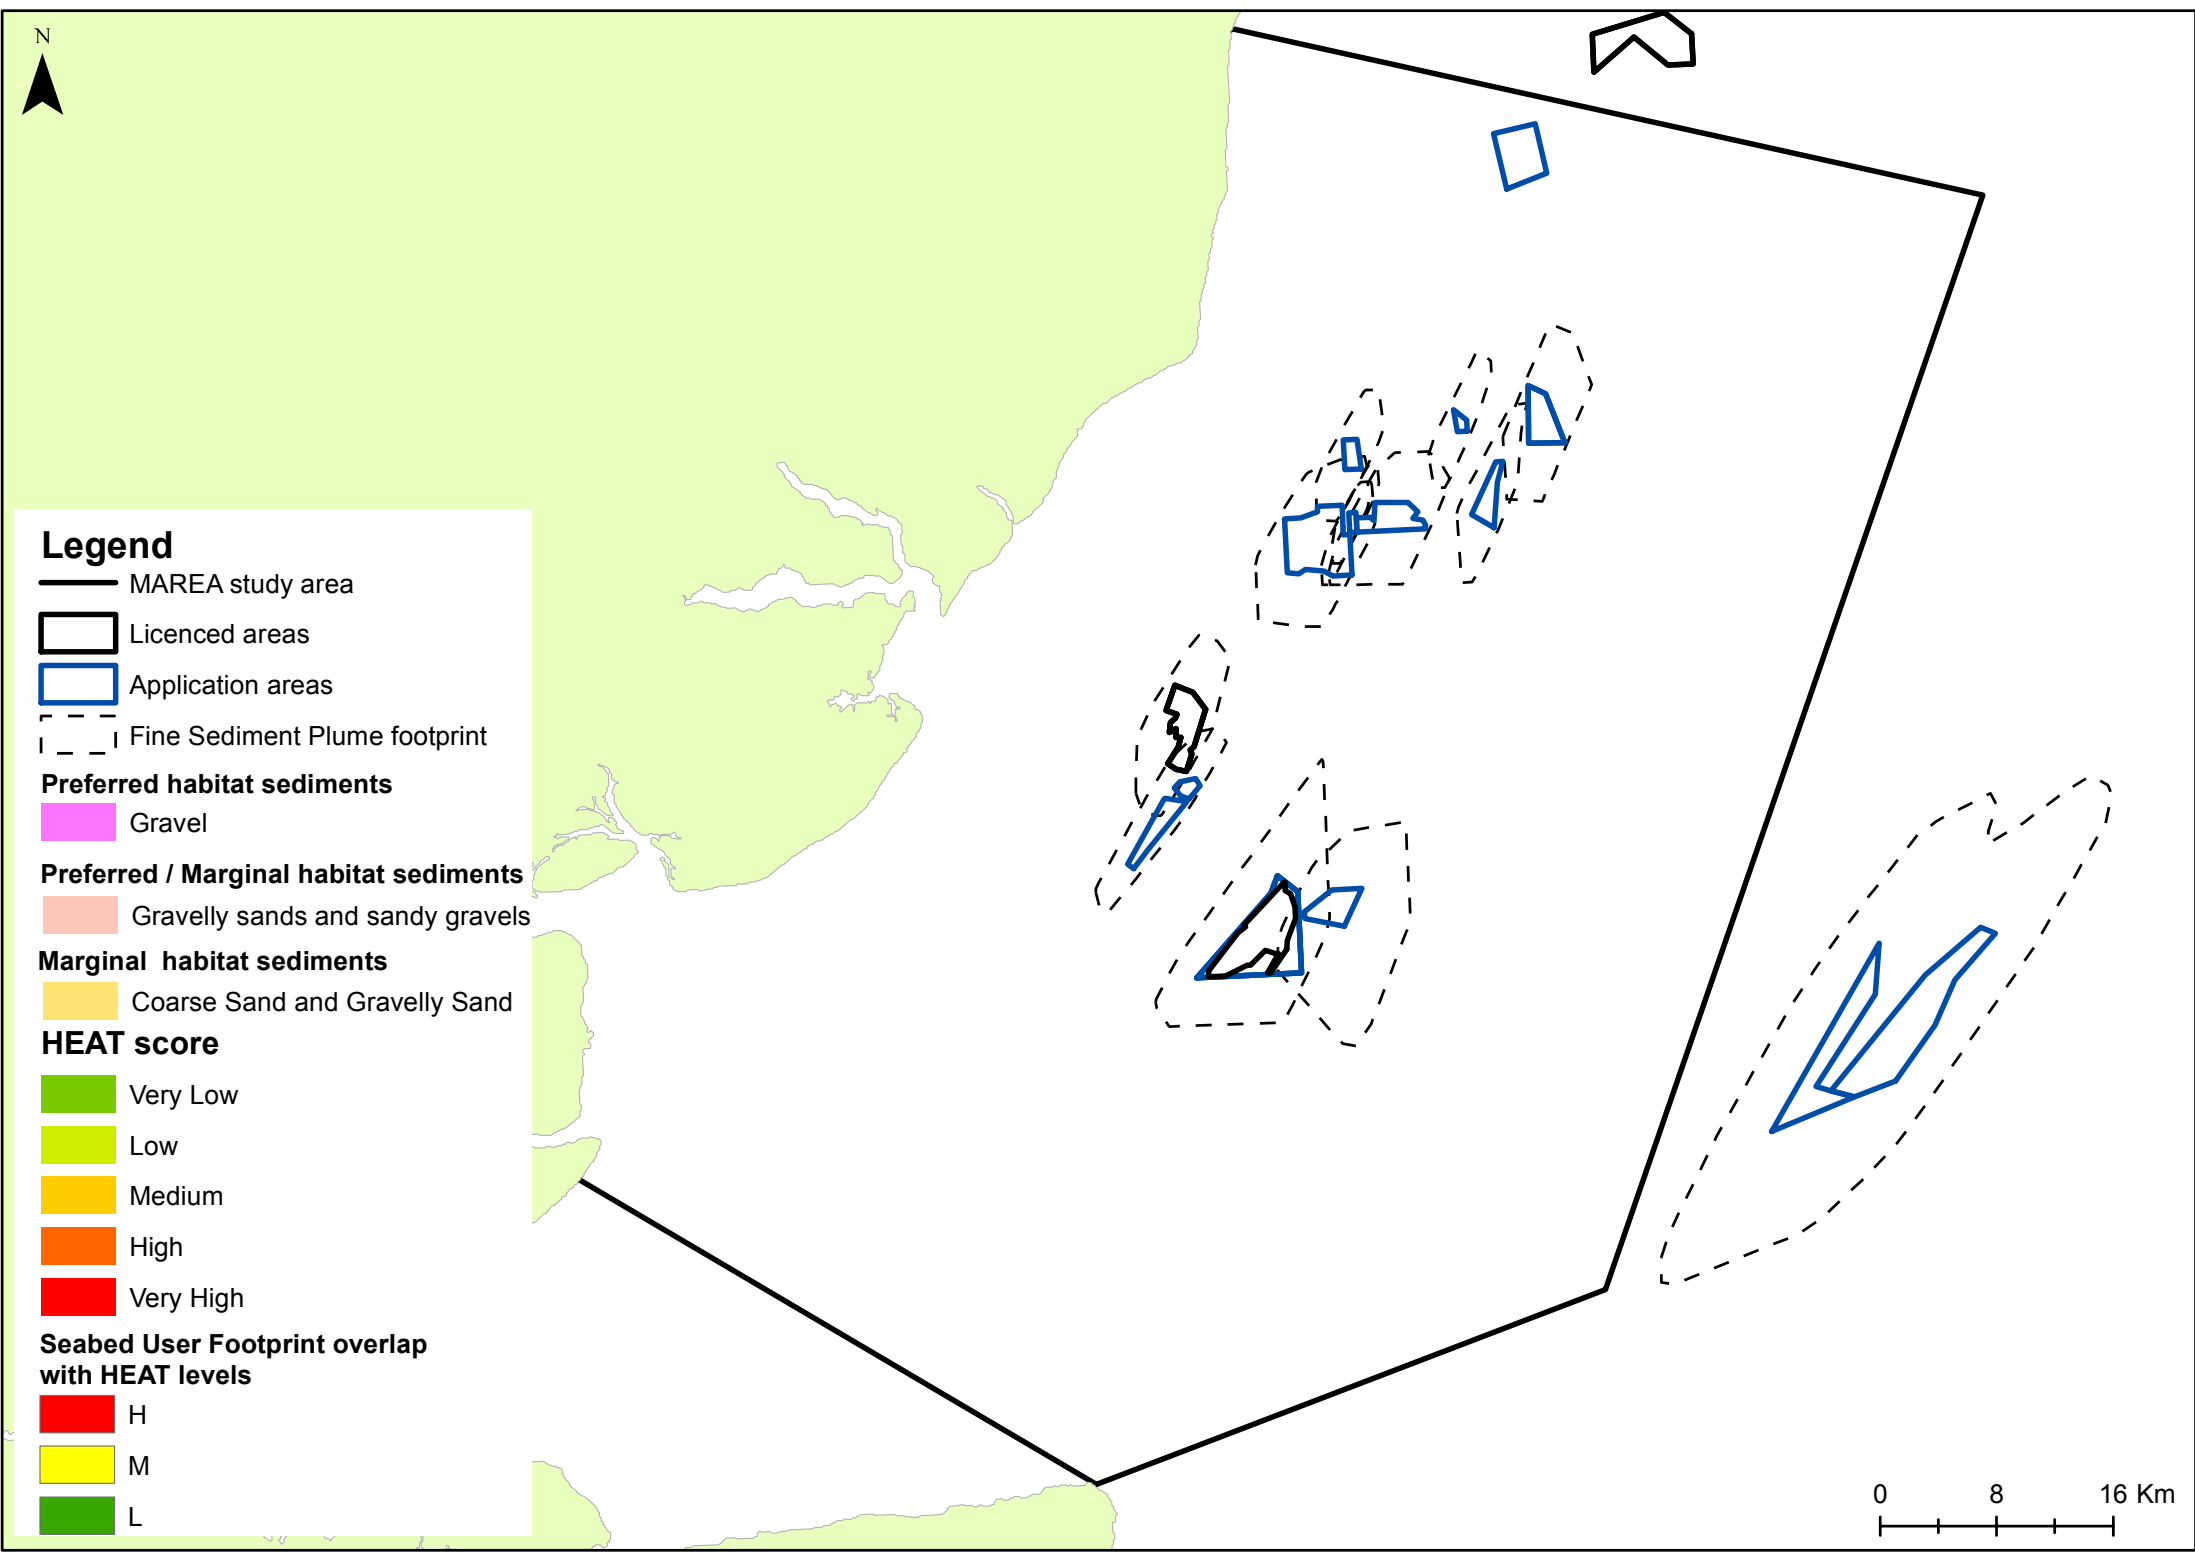 N
Legend
MAREA study area
Licenced areas
Application areas
Fine Sediment Plume footprint
Preferred habitat sediments
Gravel
Preferred / Marginal habitat sediments
Gravelly sands and sandy gravels
Marginal habitat sediments
Coarse Sand and Gravelly Sand
HEAT score
Very Low
Low
Medium
High
Very High
Seabed User Footprint overlap
with HEAT levels
H
M
L
0 8 16 Km